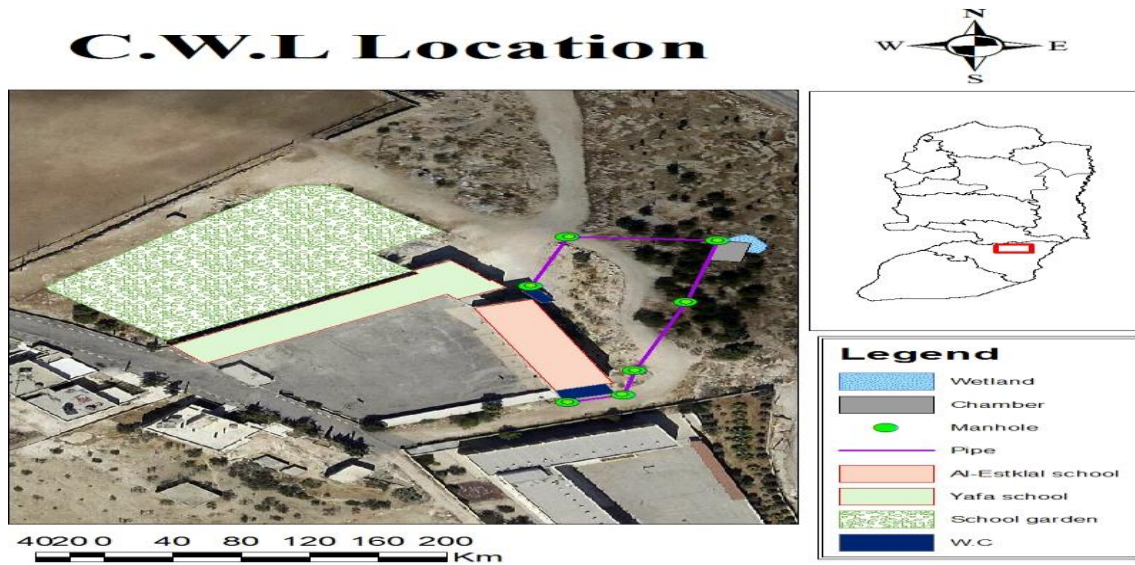 C.W.L Location
N
W E
S
Legend
Wetland
Chamber
Manhole
Pipe
Al-Estklal school
Yafa school
School garden
W.C
4020 0 40 80 120 160 200
Km